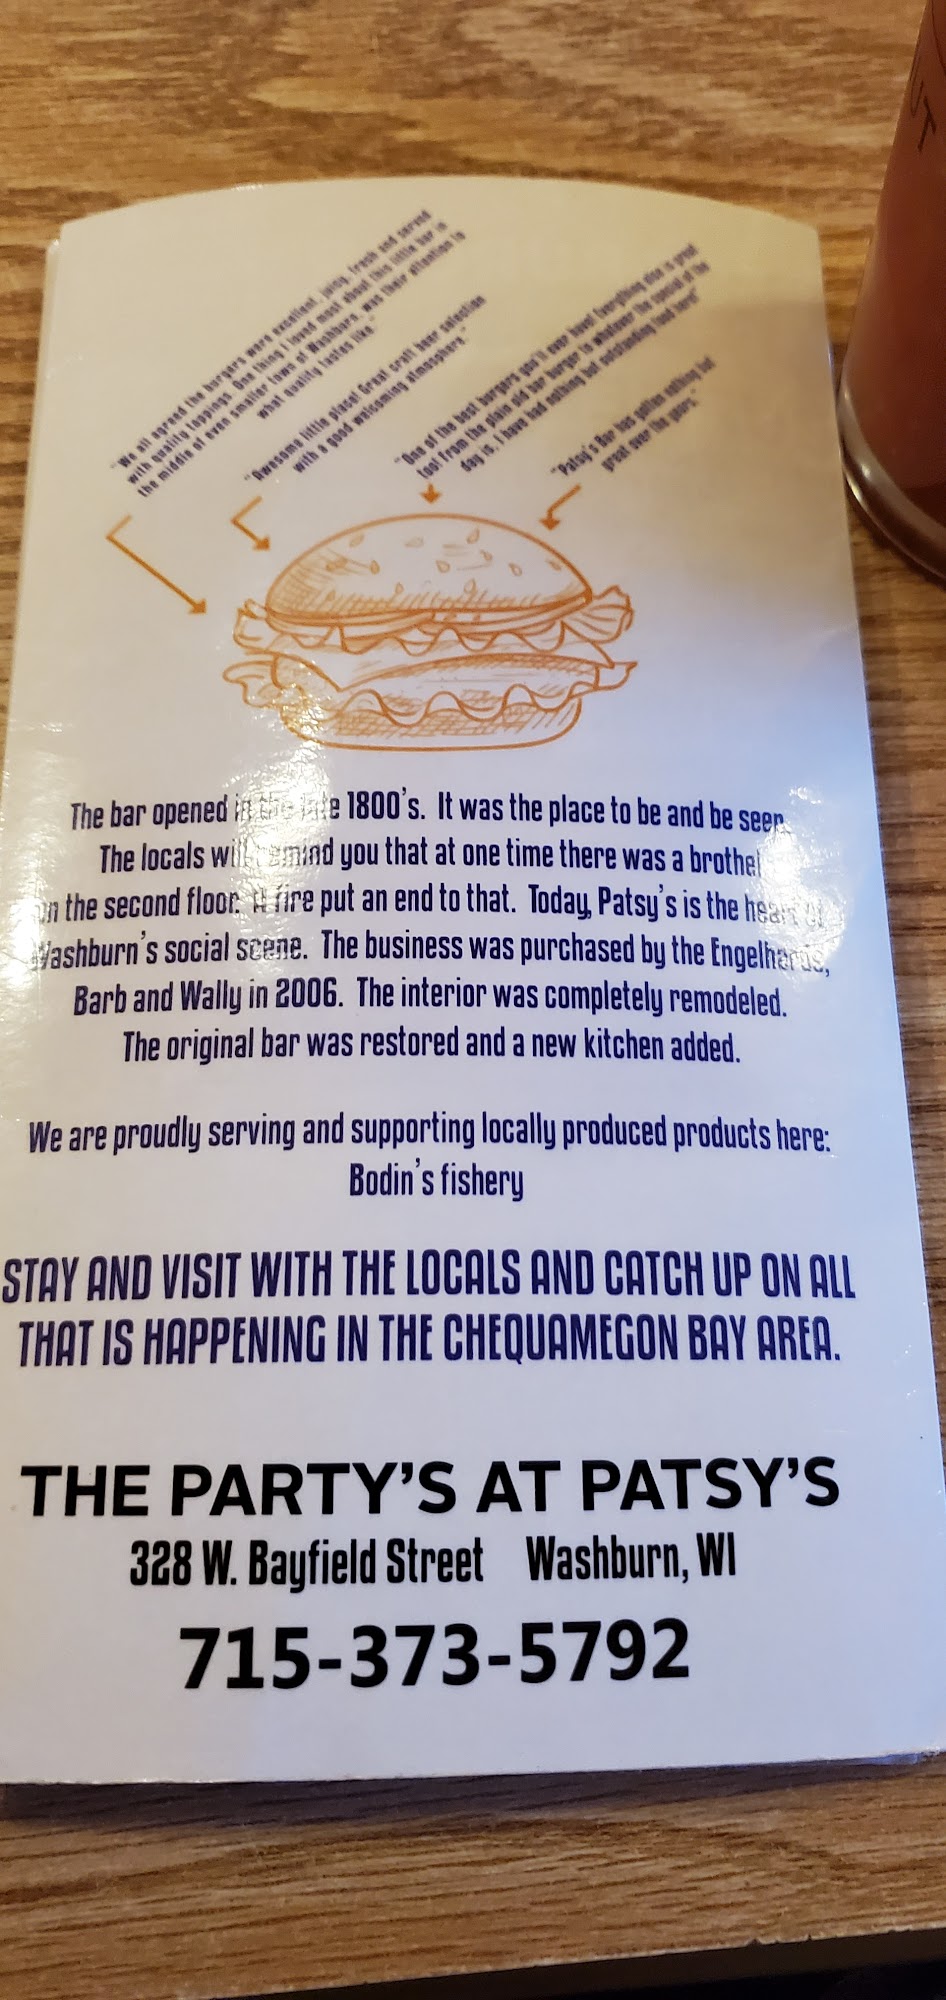 "We all agreed the burgers were excellent, juicy, fresh and served
with quality toppings. One thing I loved most about this little bar in
the middle of even smaller town of Washburn, was their attention to
what quality tastes like."
"Awesome little place! Great craft beer selection
with a good welcoming atmosphere."
"One of the best burgers you'll ever have! Everything else is great
too! From the plain old bar burger to whatever the special of the
day is, I have had nothing but outstanding food here!"
"Patsy's Bar has gotten nothing but
great over the years."
The bar opened in the late 1800's. It was the place to be and be seen.
The locals will remind you that at one time there was a brothel
on the second floor. A fire put an end to that. Today, Patsy's is the heart of
Washburn's social scene. The business was purchased by the Engelhards,
Barb and Wally in 2006. The interior was completely remodeled.
The original bar was restored and a new kitchen added.
We are proudly serving and supporting locally produced products here:
Bodin's fishery
STAY AND VISIT WITH THE LOCALS AND CATCH UP ON ALL
THAT IS HAPPENING IN THE CHEQUAMEGON BAY AREA.
THE PARTY'S AT PATSY'S
328 W. Bayfield Street Washburn, WI
715-373-5792